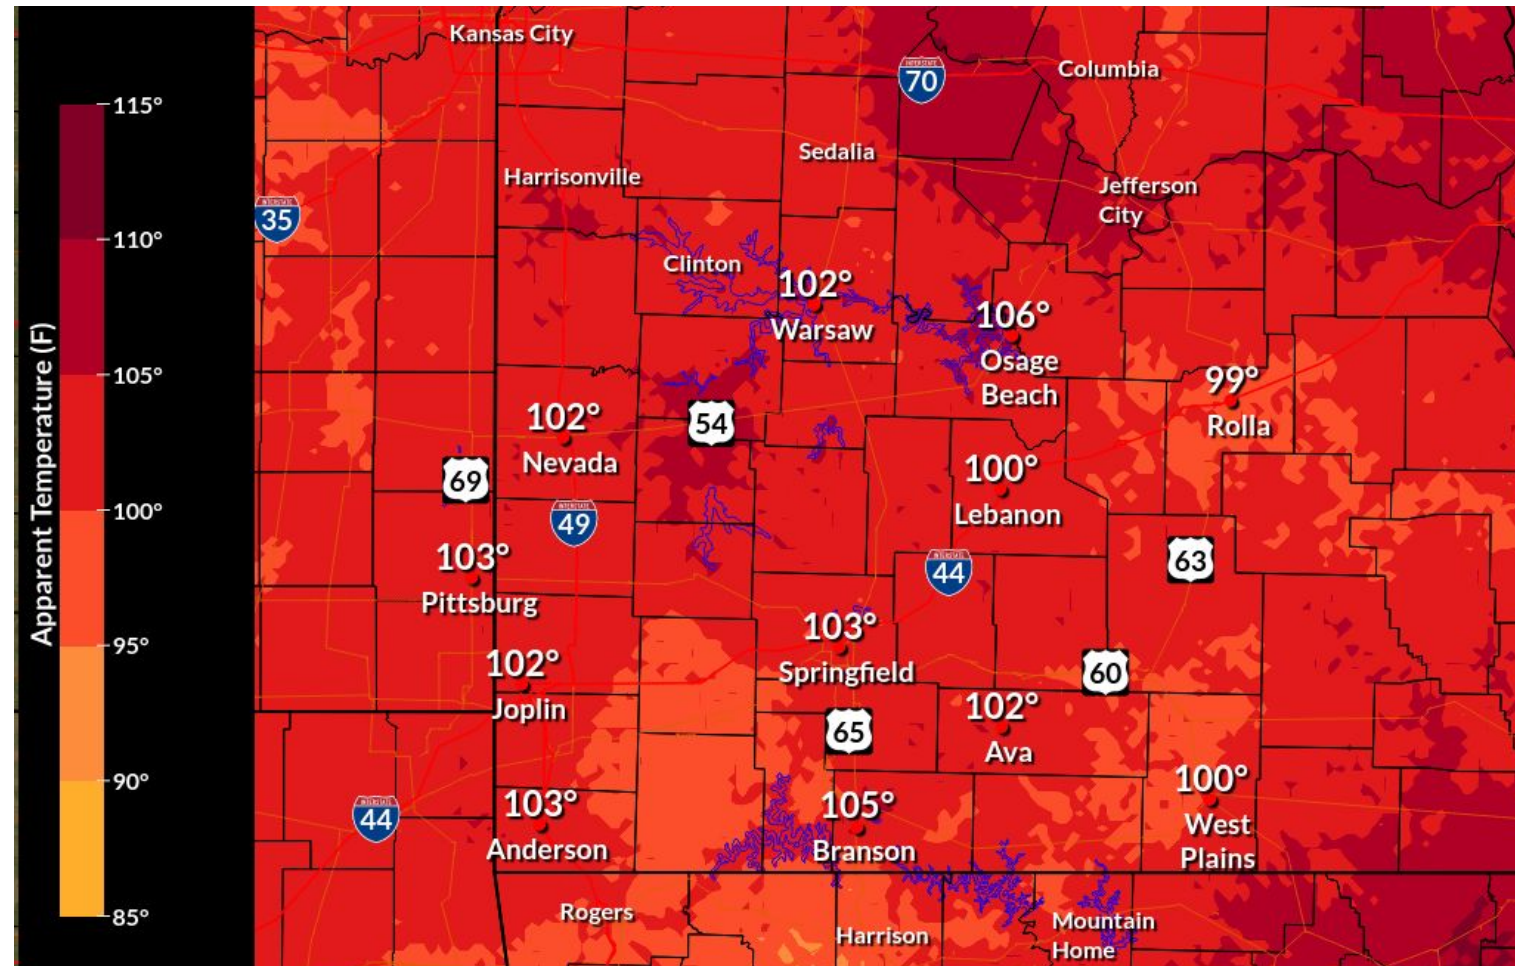 Kansas City
70
Columbia
115°
Sedalia
Harrisonville
Jefferson
City
35
110°
Clinton
102°
Warsaw
106°
Osage
Beach
Apparent Temperature (F)
105°
99°
Rolla
102°
Nevada
54
69
100°
Lebanon
100°
49
103°
Pittsburg
44
63
103°
Springfield
95°
102°
Joplin
60
102°
Ava
65
90°
103°
Anderson
105°
Branson
100°
West
Plains
44
85°
Rogers
Harrison
Mountain
Home